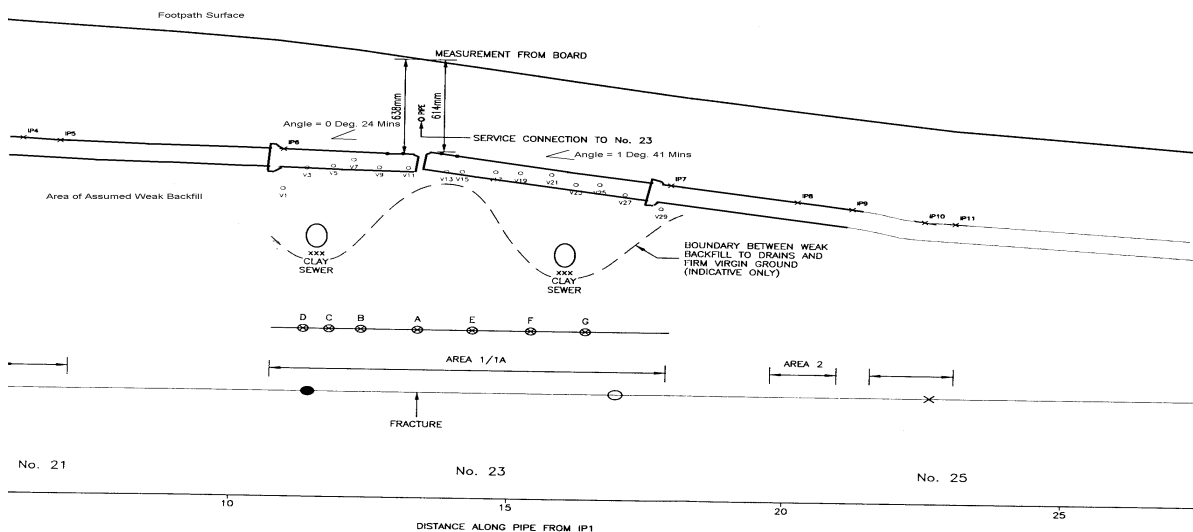 Footpath Surface
MEASUREMENT FROM BOARD
638mm
614mm
PIPE
SERVICE CONNECTION TO No. 23
IP4
IP5
Angle = 0 Deg. 24 Mins
IP6
Angle = 1 Deg. 41 Mins
V1
V3
V5
V7
V9
V11
V13
V15
V17
V19
V21
V23
V25
V27
V29
IP7
IP8
IP9
IP10
IP11
Area of Assumed Weak Backfill
xxx
CLAY
SEWER
xxx
CLAY
SEWER
BOUNDARY BETWEEN WEAK
BACKFILL TO DRAINS AND
FIRM VIRGIN GROUND
(INDICATIVE ONLY)
D C B A E F G
AREA 1/1A
AREA 2
FRACTURE
No. 21
No. 23
No. 25
10 15 20 25
DISTANCE ALONG PIPE FROM IP1